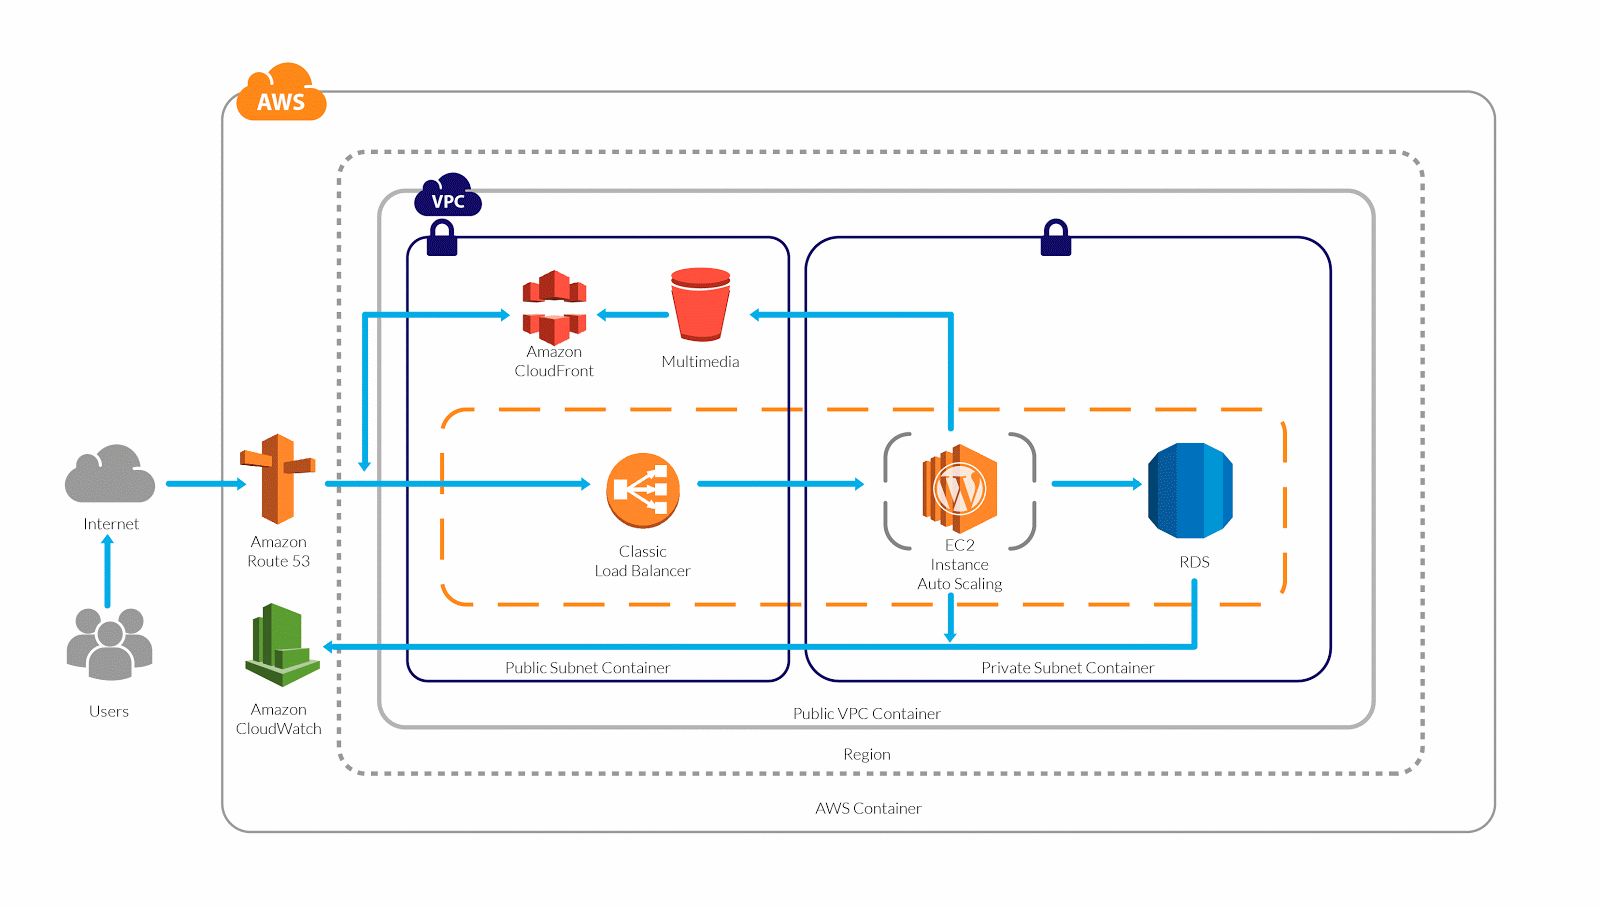 AWS
VPC
Amazon
CloudFront
Multimedia
Internet
Amazon
Route 53
Classic
Load Balancer
EC2
Instance
Auto Scaling
RDS
Users
Amazon
CloudWatch
Public Subnet Container
Private Subnet Container
Public VPC Container
Region
AWS Container